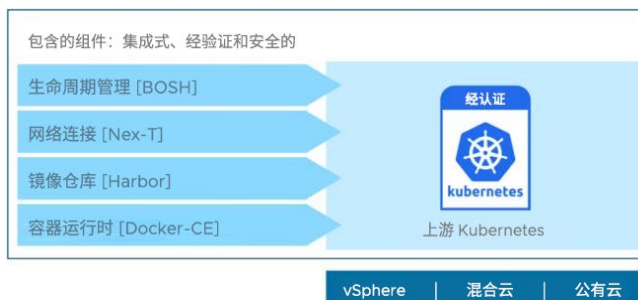 包含的组件：集成式、经验证和安全的
生命周期管理 [BOSH]
网络连接 [Nex-T]
镜像仓库 [Harbor]
容器运行时 [Docker-CE]
经认证
kubernetes
上游 Kubernetes
vSphere | 混合云 | 公有云